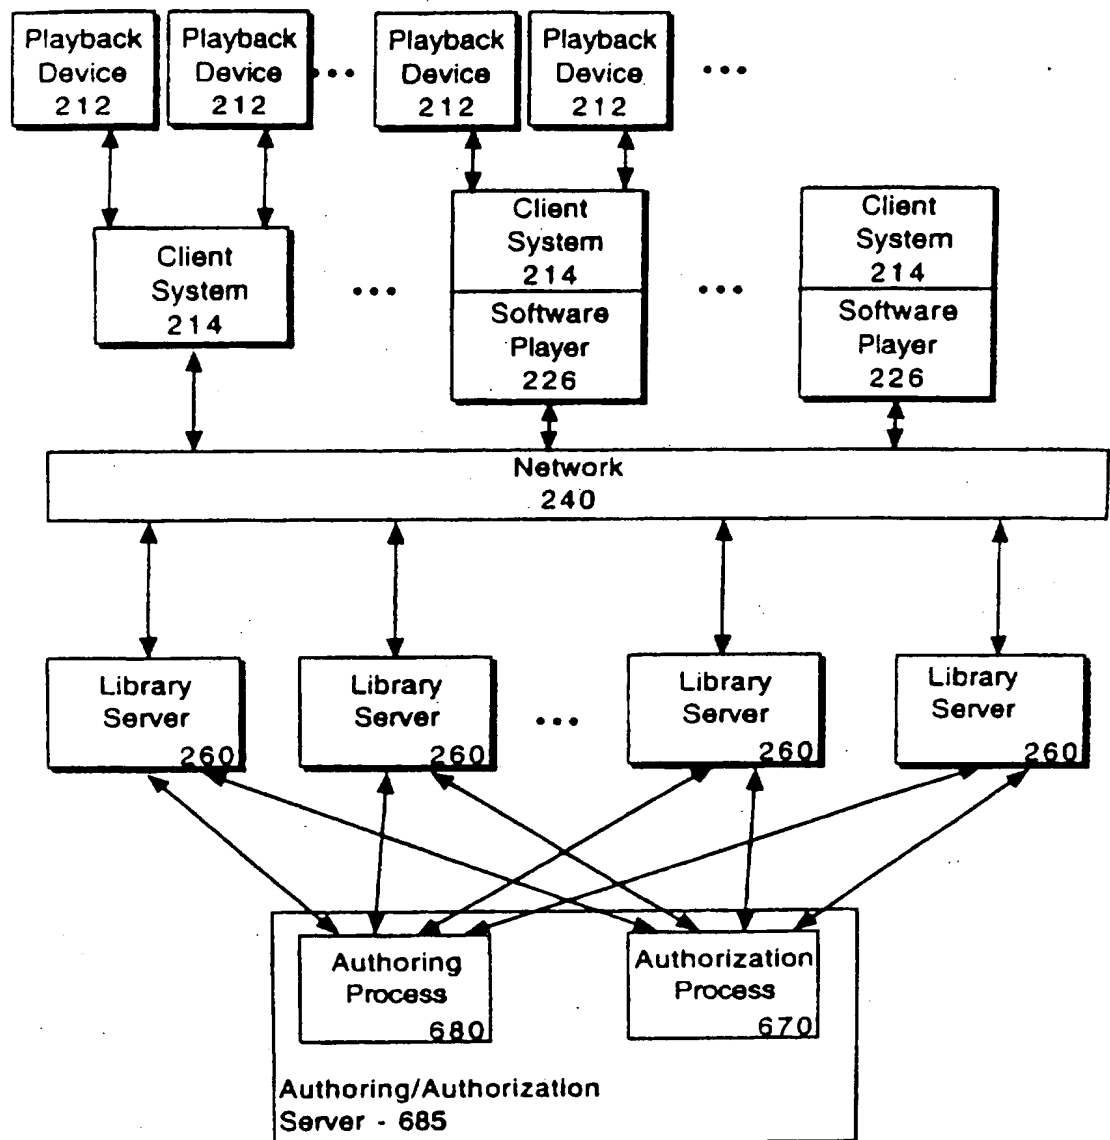 Playback
Device
212
Playback
Device
212
Playback
Device
212
Playback
Device
212
Client
System
214
Client
System
214
Software
Player
226
Client
System
214
Software
Player
226
Network
240
Library
Server
260
Library
Server
260
Library
Server
260
Library
Server
260
Authoring
Process
680
Authorization
Process
670
Authoring/Authorization
Server - 685